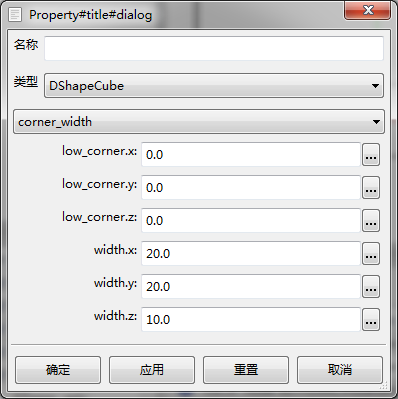 Property#title#dialog
名称
类型 DShapeCube
corner_width
low_corner.x: 0.0 ...
low_corner.y: 0.0 ...
low_corner.z: 0.0 ...
width.x: 20.0 ...
width.y: 20.0 ...
width.z: 10.0 ...
确定 应用 重置 取消